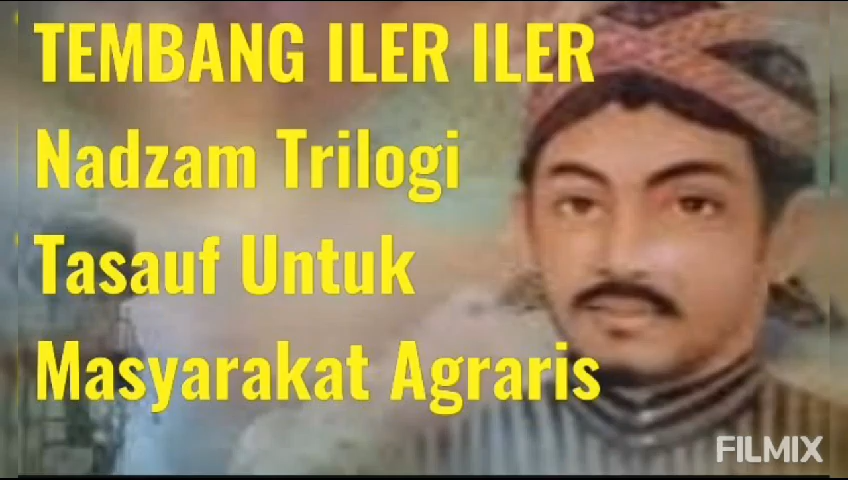 TEMBANG ILER ILER
Nadzam Trilogi
Tasauf Untuk
Masyarakat Agraris
FILMIX